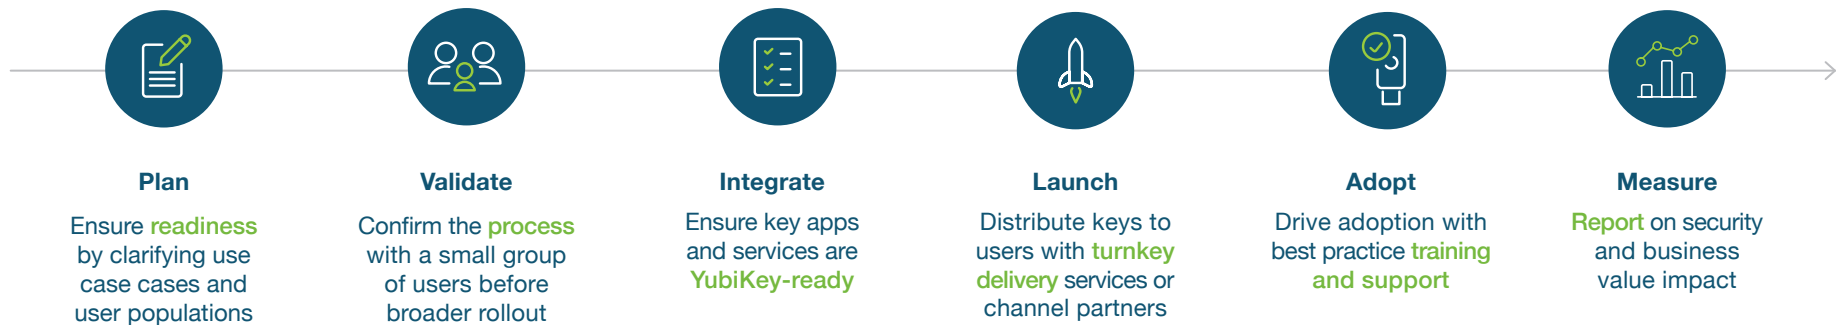 Plan
Ensure readiness
by clarifying use
case cases and
user populations
Validate
Confirm the process
with a small group
of users before
broader rollout
Integrate
Ensure key apps
and services are
YubiKey-ready
Launch
Distribute keys to
users with turnkey
delivery services or
channel partners
Adopt
Drive adoption with
best practice training
and support
Measure
Report on security
and business
value impact